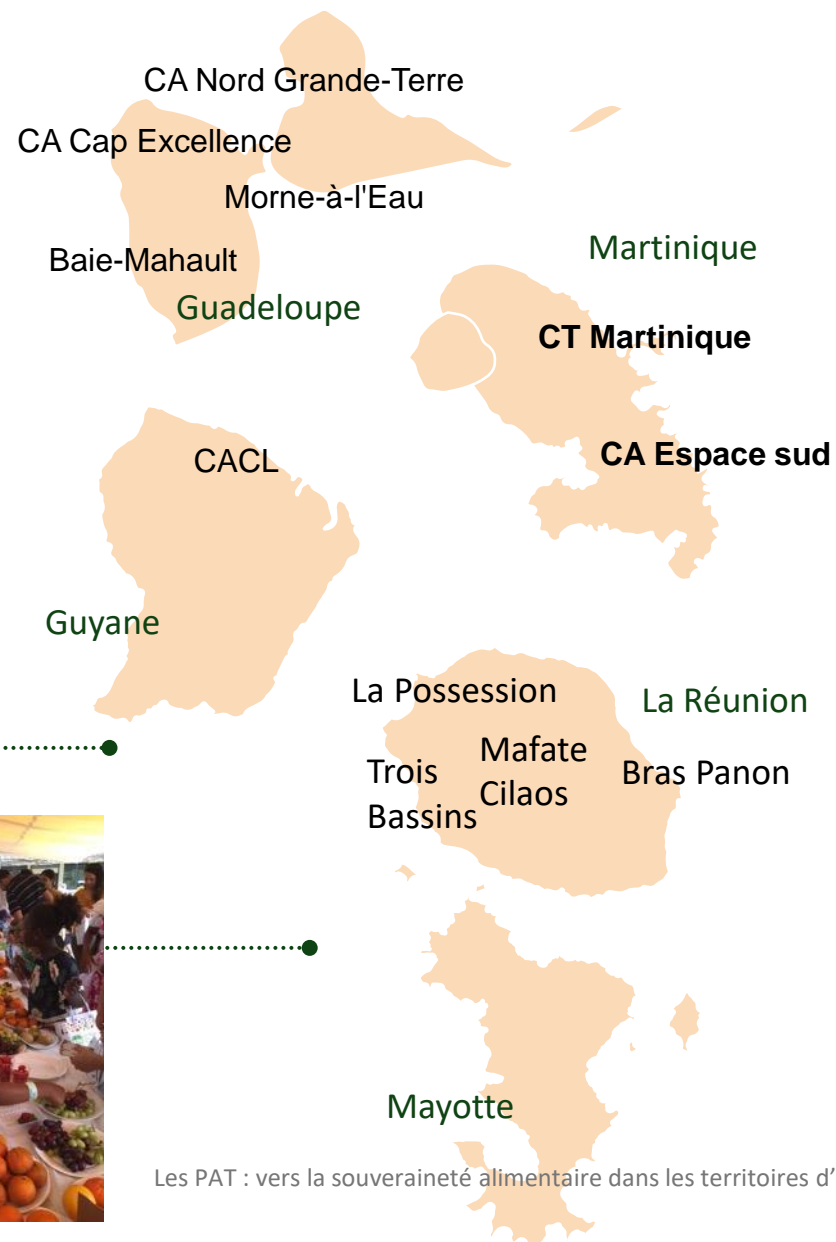 CA Nord Grande-Terre
CA Cap Excellence
Morne-à-l'Eau
Baie-Mahault
Guadeloupe
Martinique
CT Martinique
CA Espace sud
CACL
Guyane
La Possession
La Réunion
Mafate
Cilaos
Trois
Bassins
Bras Panon
Mayotte
Les PAT : vers la souveraineté alimentaire dans les territoires d'